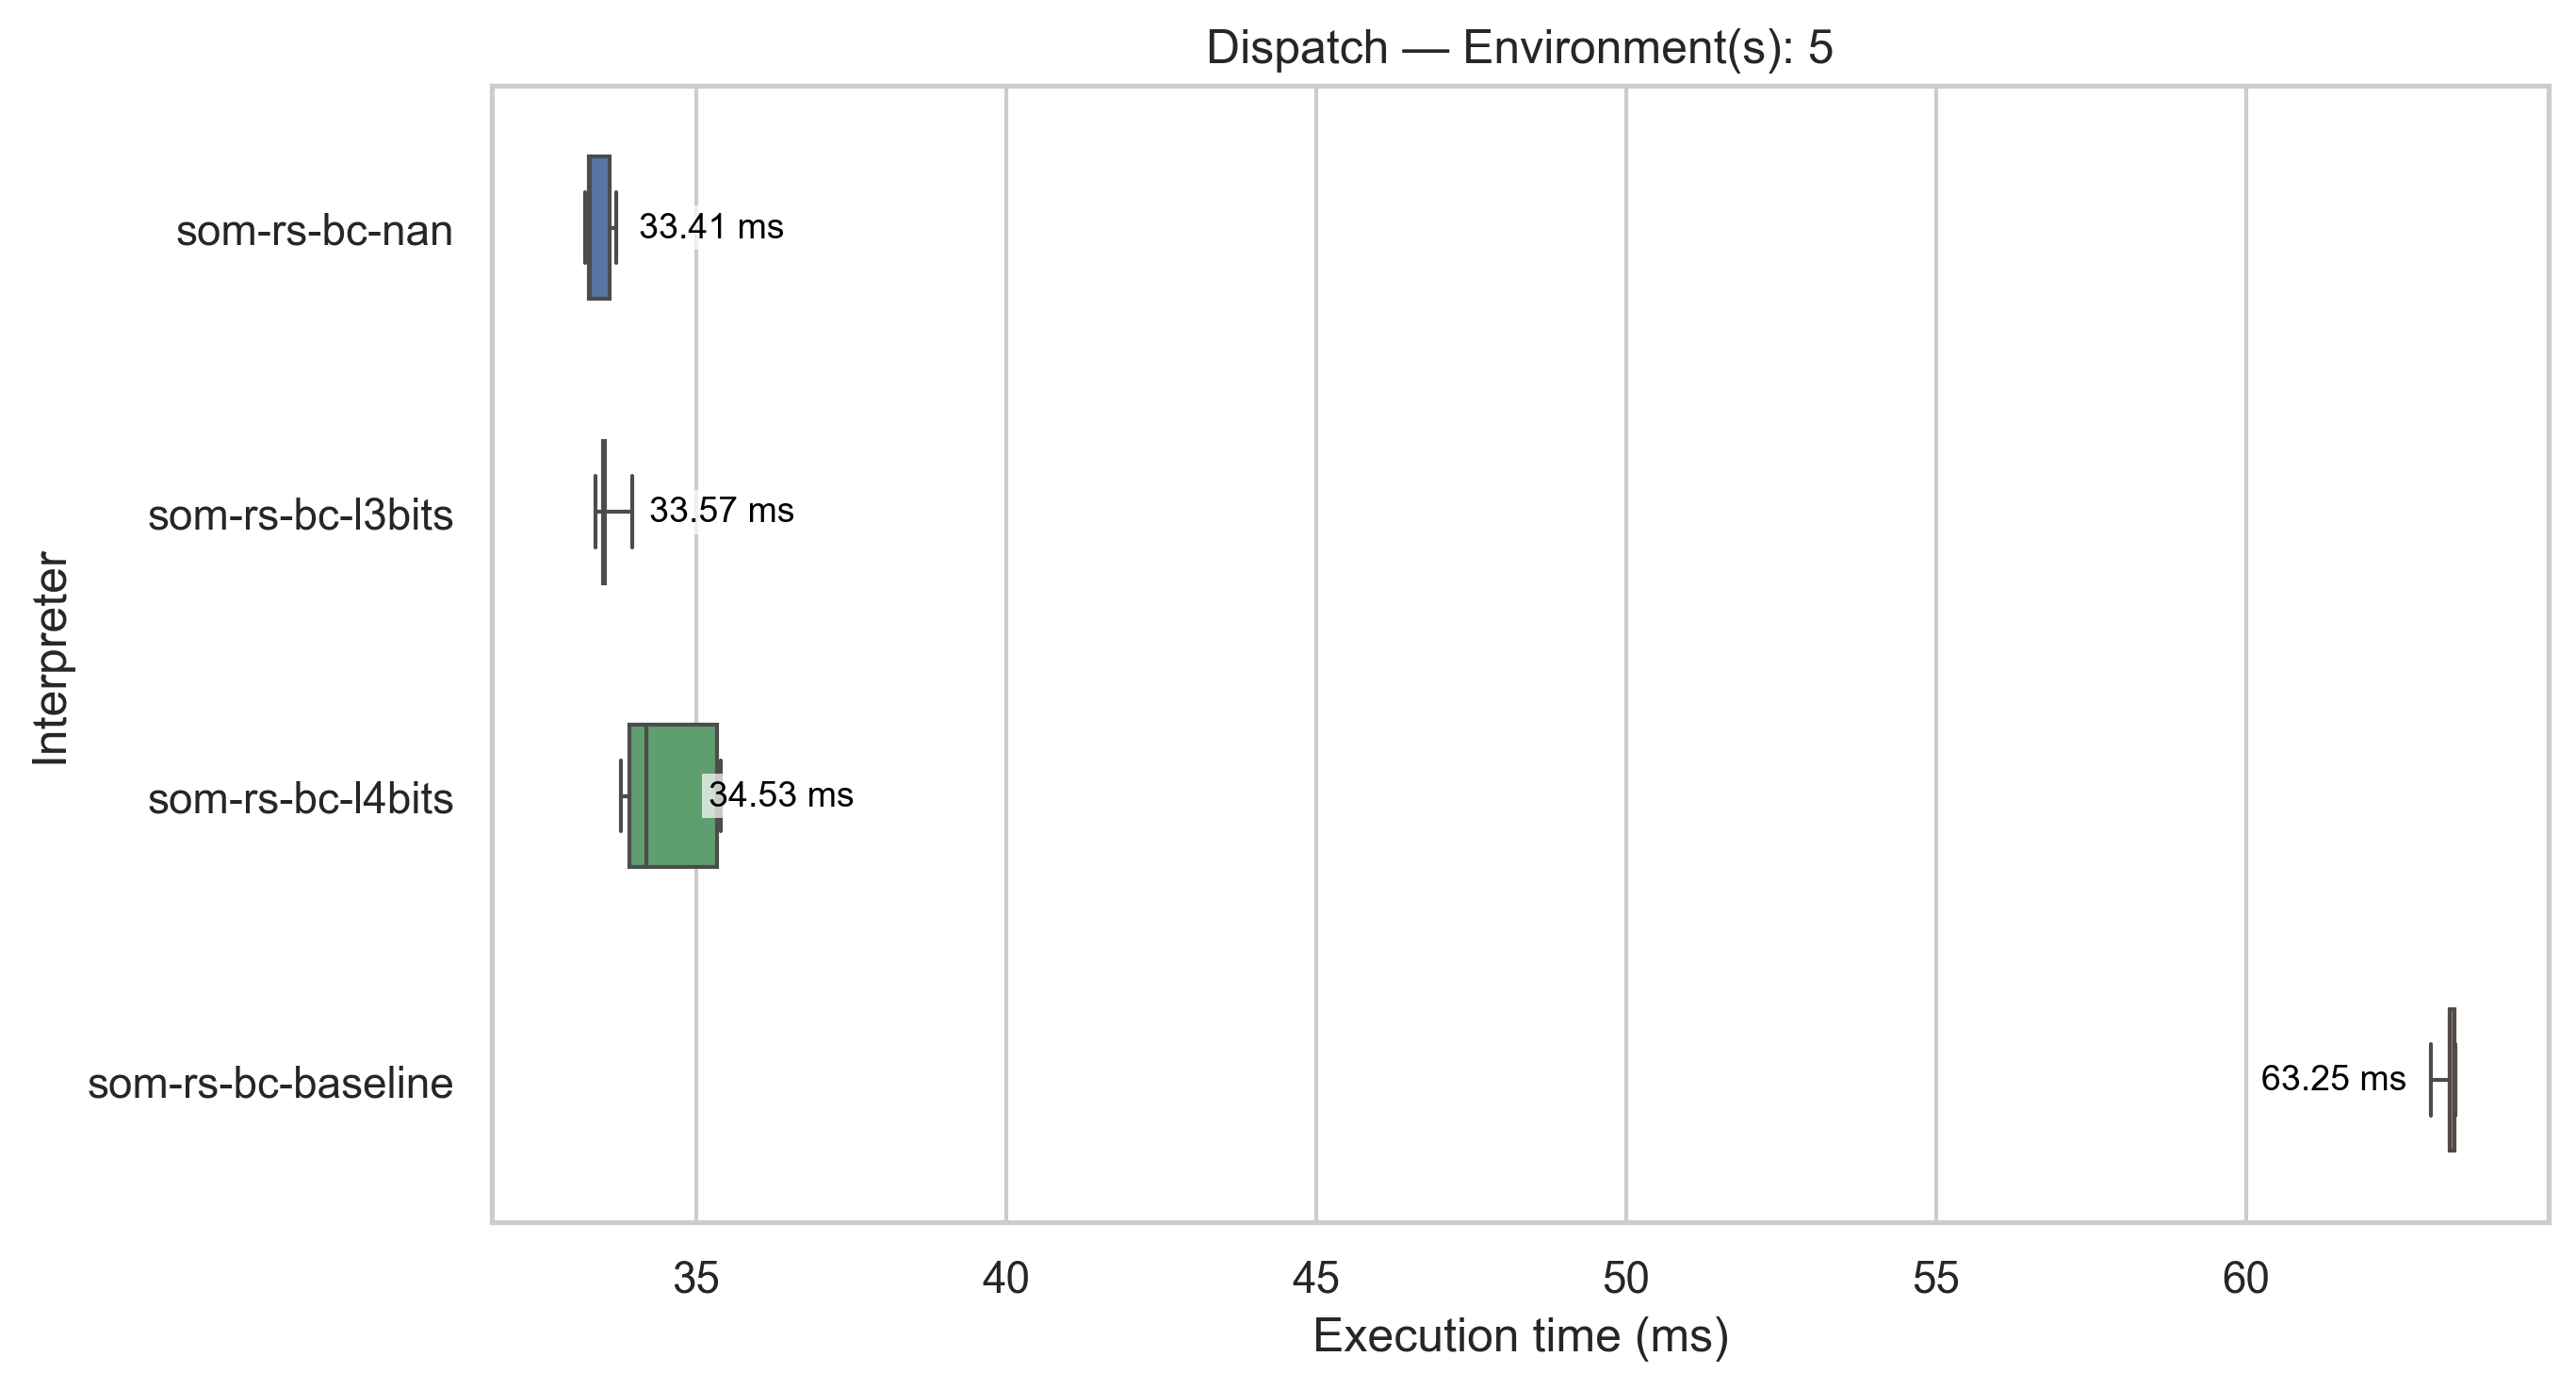 Dispatch — Environment(s): 5
Interpreter
som-rs-bc-nan
33.41 ms
som-rs-bc-l3bits
33.57 ms
som-rs-bc-l4bits
34.53 ms
som-rs-bc-baseline
63.25 ms
35 40 45 50 55 60
Execution time (ms)